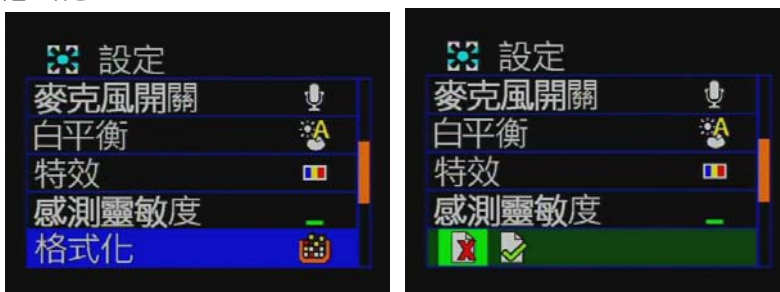 設定
麥克風開關
白平衡
特效
感測靈敏度
格式化
設定
麥克風開關
白平衡
特效
感測靈敏度